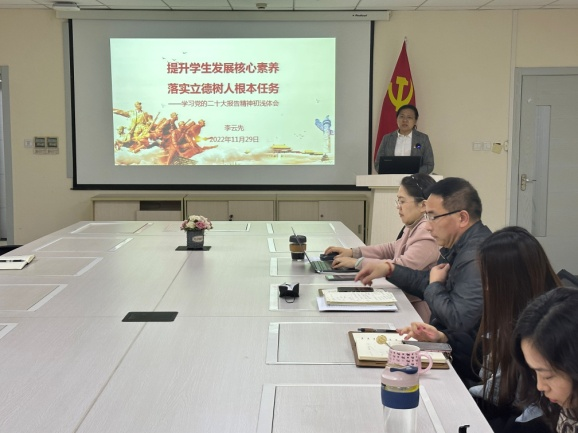 提升学生发展核心素养
落实立德树人根本任务
——学习党的二十大报告精神初浅体会
李云先
2022年11月29日